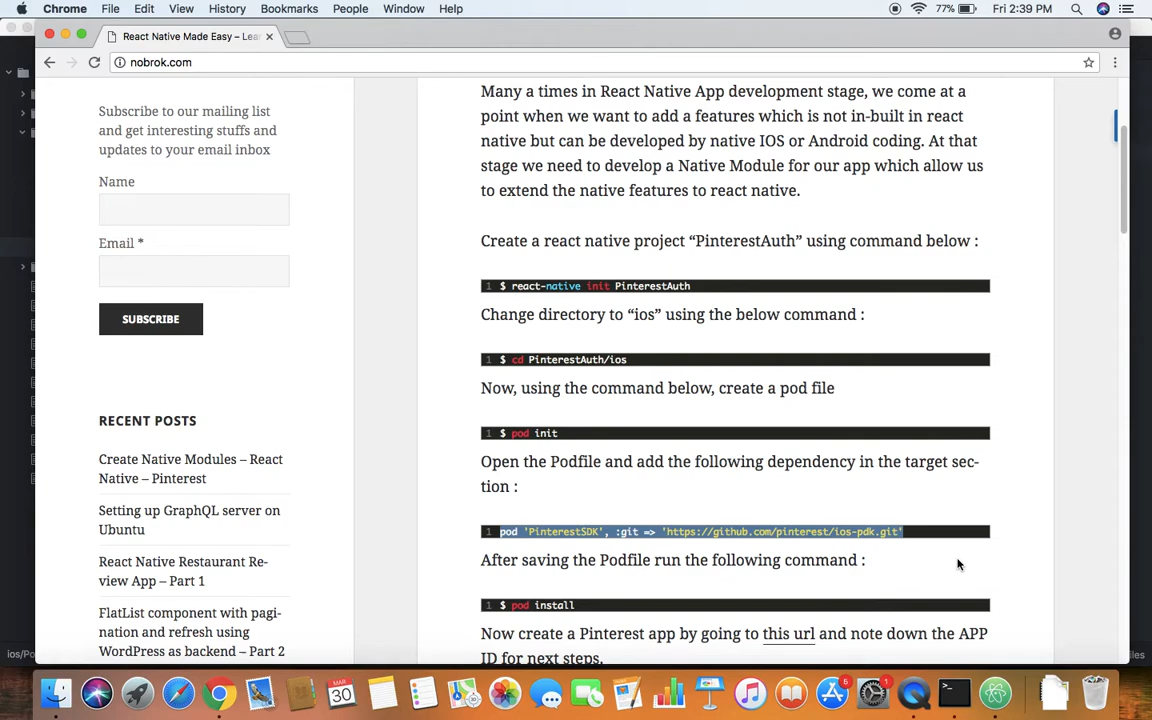 Chrome File Edit View History Bookmarks People Window Help 77% Fri 2:39 PM
React Native Made Easy – Lea
nobrok.com
Subscribe to our mailing list
and get interesting stuffs and
updates to your email inbox
Name
Email *
SUBSCRIBE
RECENT POSTS
Create Native Modules – React
Native – Pinterest
Setting up GraphQL server on
Ubuntu
React Native Restaurant Re-
view App – Part 1
FlatList component with pagi-
nation and refresh using
WordPress as backend – Part 2
Many a times in React Native App development stage, we come at a
point when we want to add a features which is not in-built in react
native but can be developed by native IOS or Android coding. At that
stage we need to develop a Native Module for our app which allow us
to extend the native features to react native.
Create a react native project “PinterestAuth” using command below :
1 $ react-native init PinterestAuth
Change directory to “ios” using the below command :
1 $ cd PinterestAuth/ios
Now, using the command below, create a pod file
1 $ pod init
Open the Podfile and add the following dependency in the target sec-
tion :
1 pod 'PinterestSDK', :git => 'https://github.com/pinterest/ios-pdk.git'
After saving the Podfile run the following command :
1 $ pod install
Now create a Pinterest app by going to this url and note down the APP
ID for next steps.
ios/Po
iles
MAR
30
5
1